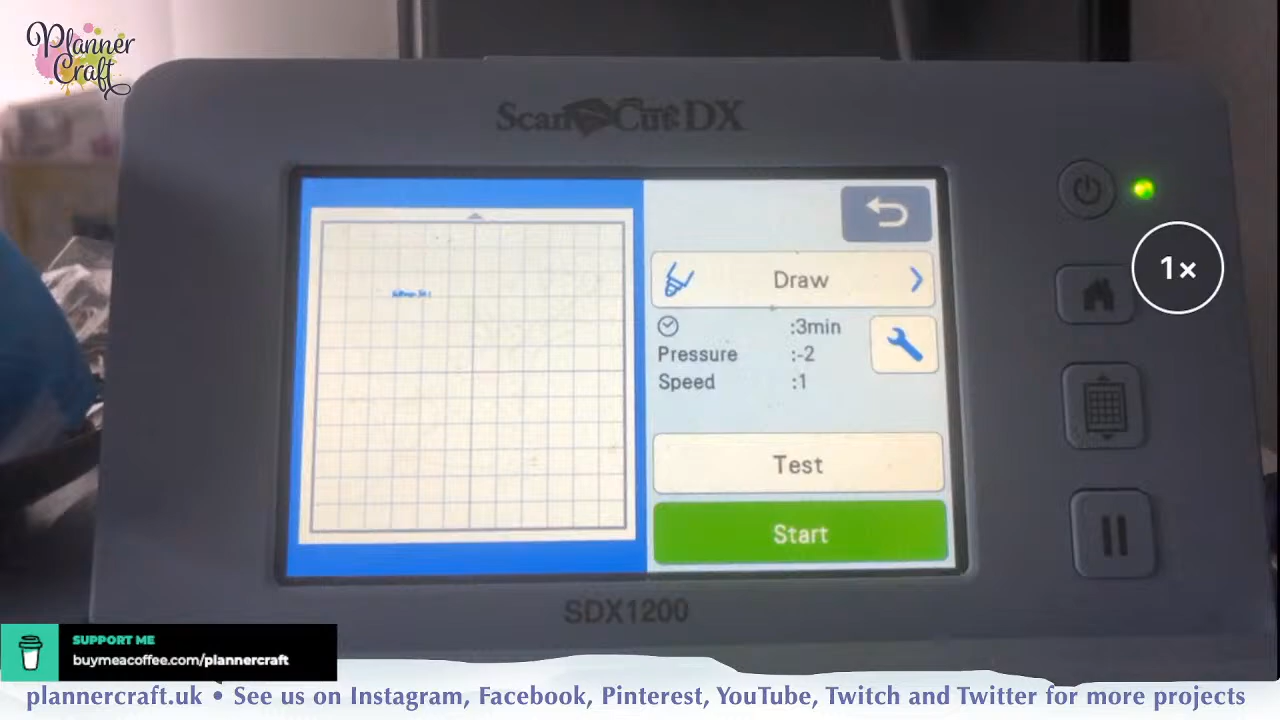 Planner
Craft
ScanNCut DX
Draw
1×
:3min
Pressure :-2
Speed :1
Test
Start
SDX1200
SUPPORT ME
buymeacoffee.com/plannercraft
plannercraft.uk • See us on Instagram, Facebook, Pinterest, YouTube, Twitch and Twitter for more projects